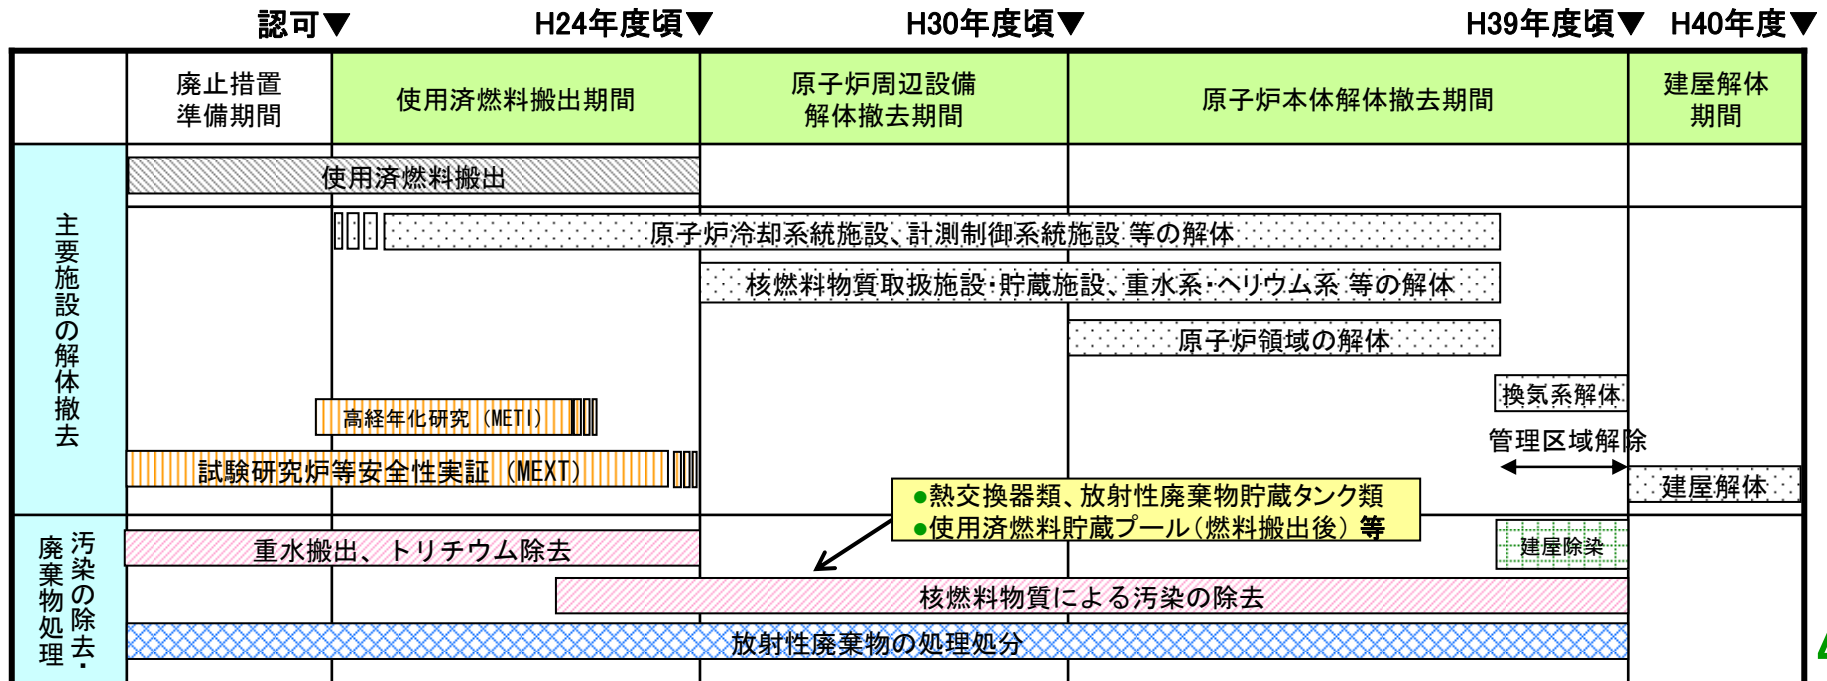 認可▼
H24年度頃▼
H30年度頃▼
H39年度頃▼
H40年度▼
廃止措置
準備期間
使用済燃料搬出期間
原子炉周辺設備
解体撤去期間
原子炉本体解体撤去期間
建屋解体
期間
主要施設の解体撤去
使用済燃料搬出
原子炉冷却系統施設、計測制御系統施設 等の解体
核燃料物質取扱施設・貯蔵施設、重水系・ヘリウム系 等の解体
原子炉領域の解体
換気系解体
高経年化研究（METI）
管理区域解除
試験研究炉等安全性実証（MEXT）
建屋解体
●熱交換器類、放射性廃棄物貯蔵タンク類
●使用済燃料貯蔵プール（燃料搬出後）等
汚染の除去・
廃棄物処理
重水搬出、トリチウム除去
建屋除染
核燃料物質による汚染の除去
放射性廃棄物の処理処分